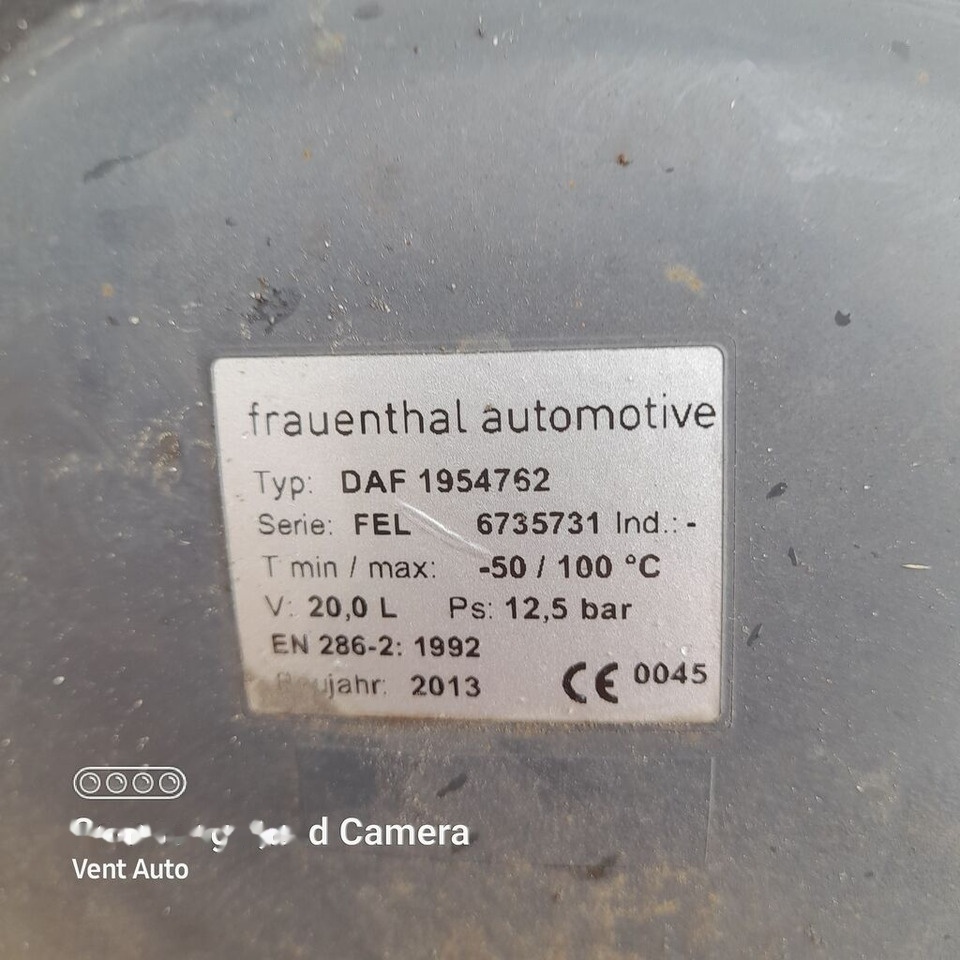 frauenthal automotive
Typ: DAF 1954762
Serie: FEL 6735731 Ind.: -
T min / max: -50 / 100 °C
V: 20,0 L Ps: 12,5 bar
EN 286-2: 1992
Baujahr: 2013 CE 0045
Camera
Vent Auto